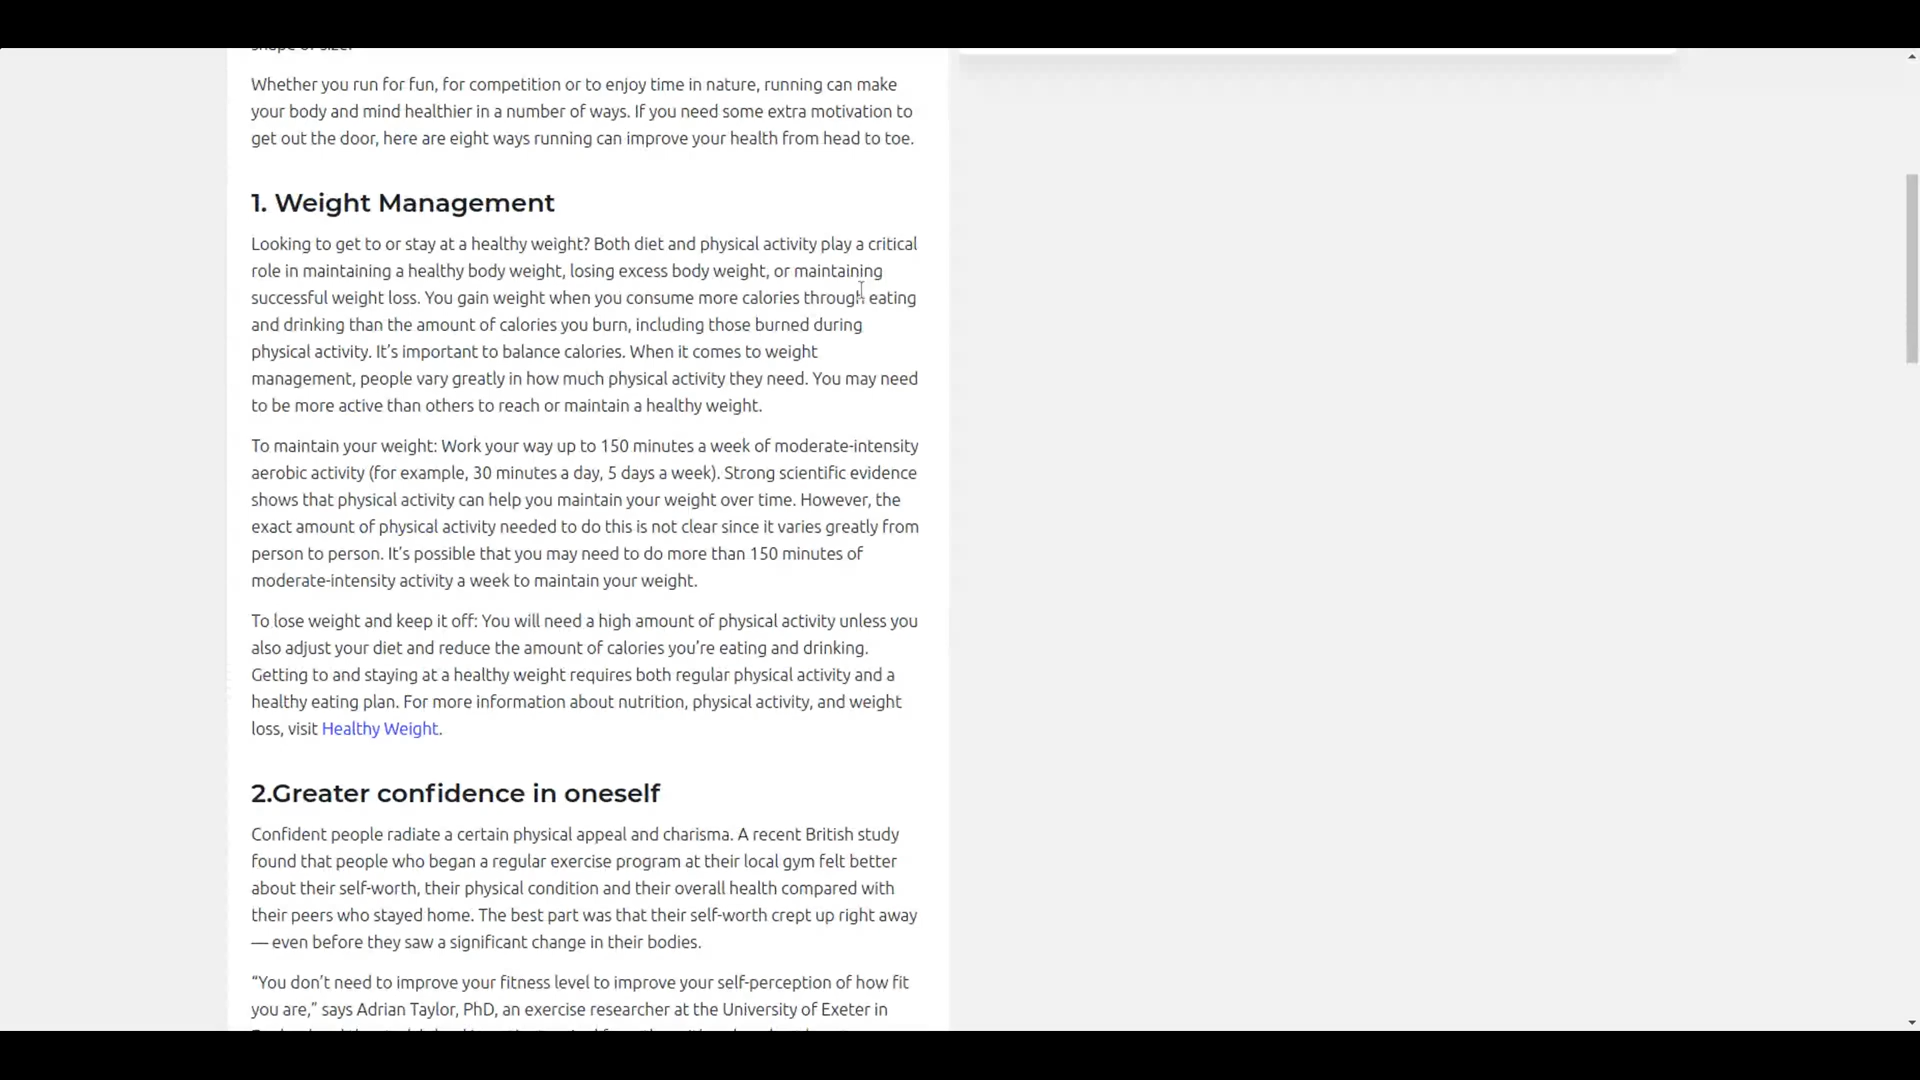 shape or size.
Whether you run for fun, for competition or to enjoy time in nature, running can make
your body and mind healthier in a number of ways. If you need some extra motivation to
get out the door, here are eight ways running can improve your health from head to toe.
1. Weight Management
Looking to get to or stay at a healthy weight? Both diet and physical activity play a critical
role in maintaining a healthy body weight, losing excess body weight, or maintaining
successful weight loss. You gain weight when you consume more calories through eating
and drinking than the amount of calories you burn, including those burned during
physical activity. It’s important to balance calories. When it comes to weight
management, people vary greatly in how much physical activity they need. You may need
to be more active than others to reach or maintain a healthy weight.
To maintain your weight: Work your way up to 150 minutes a week of moderate-intensity
aerobic activity (for example, 30 minutes a day, 5 days a week). Strong scientific evidence
shows that physical activity can help you maintain your weight over time. However, the
exact amount of physical activity needed to do this is not clear since it varies greatly from
person to person. It’s possible that you may need to do more than 150 minutes of
moderate-intensity activity a week to maintain your weight.
To lose weight and keep it off: You will need a high amount of physical activity unless you
also adjust your diet and reduce the amount of calories you’re eating and drinking.
Getting to and staying at a healthy weight requires both regular physical activity and a
healthy eating plan. For more information about nutrition, physical activity, and weight
loss, visit Healthy Weight.
2.Greater confidence in oneself
Confident people radiate a certain physical appeal and charisma. A recent British study
found that people who began a regular exercise program at their local gym felt better
about their self-worth, their physical condition and their overall health compared with
their peers who stayed home. The best part was that their self-worth crept up right away
— even before they saw a significant change in their bodies.
“You don’t need to improve your fitness level to improve your self-perception of how fit
you are,” says Adrian Taylor, PhD, an exercise researcher at the University of Exeter in